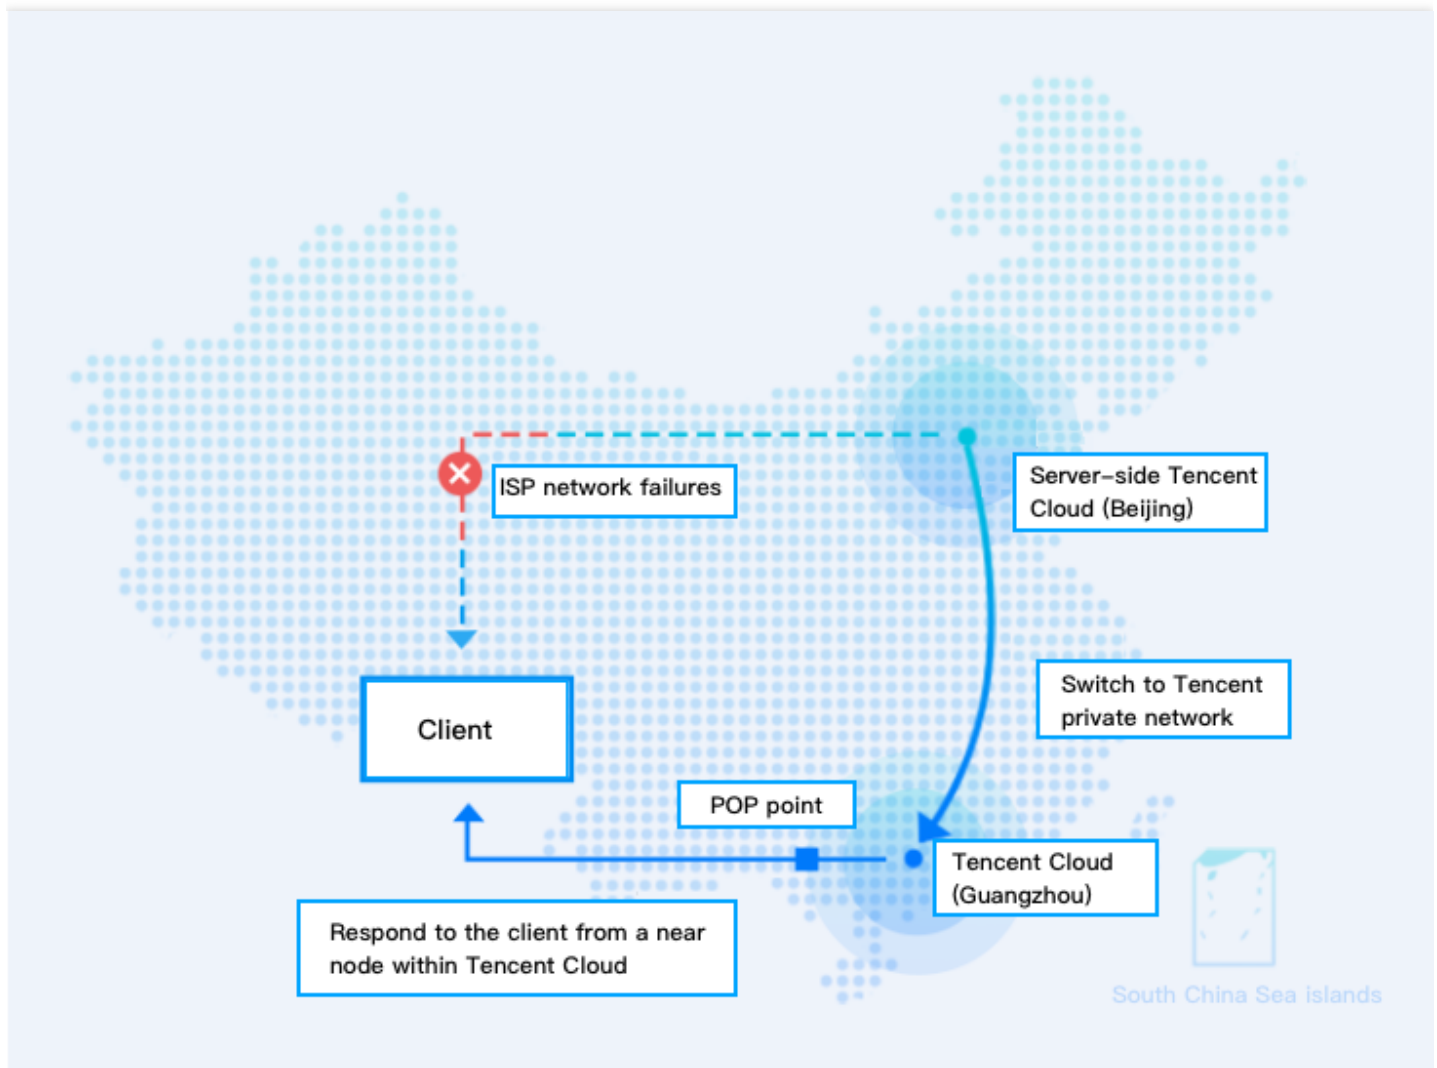 ISP network failures
Server-side Tencent
Cloud (Beijing)
Switch to Tencent
private network
Client
POP point
Tencent Cloud
(Guangzhou)
Respond to the client from a near
node within Tencent Cloud
South China Sea islands